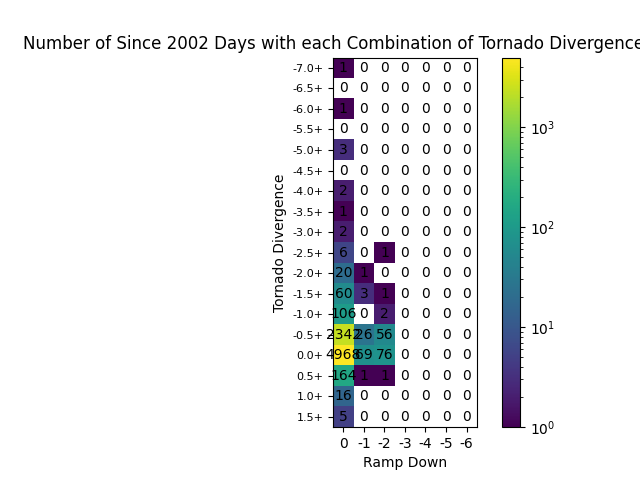 Number of Since 2002 Days with each Combination of Tornado Divergence
-7.0+ 1 0 0 0 0 0 0
-6.5+ 0 0 0 0 0 0 0
-6.0+ 1 0 0 0 0 0 0
-5.5+ 0 0 0 0 0 0 0
-5.0+ 3 0 0 0 0 0 0
-4.5+ 0 0 0 0 0 0 0
-4.0+ 2 0 0 0 0 0 0
-3.5+ 1 0 0 0 0 0 0
-3.0+ 2 0 0 0 0 0 0
-2.5+ 6 0 1 0 0 0 0
-2.0+ 20 1 0 0 0 0 0
-1.5+ 60 3 1 0 0 0 0
-1.0+ 106 0 2 0 0 0 0
-0.5+ 2342 26 56 0 0 0 0
0.0+ 4968 69 76 0 0 0 0
0.5+ 164 1 1 0 0 0 0
1.0+ 16 0 0 0 0 0 0
1.5+ 5 0 0 0 0 0 0
0 -1 -2 -3 -4 -5 -6
Ramp Down
Tornado Divergence
10^3
10^2
10^1
10^0